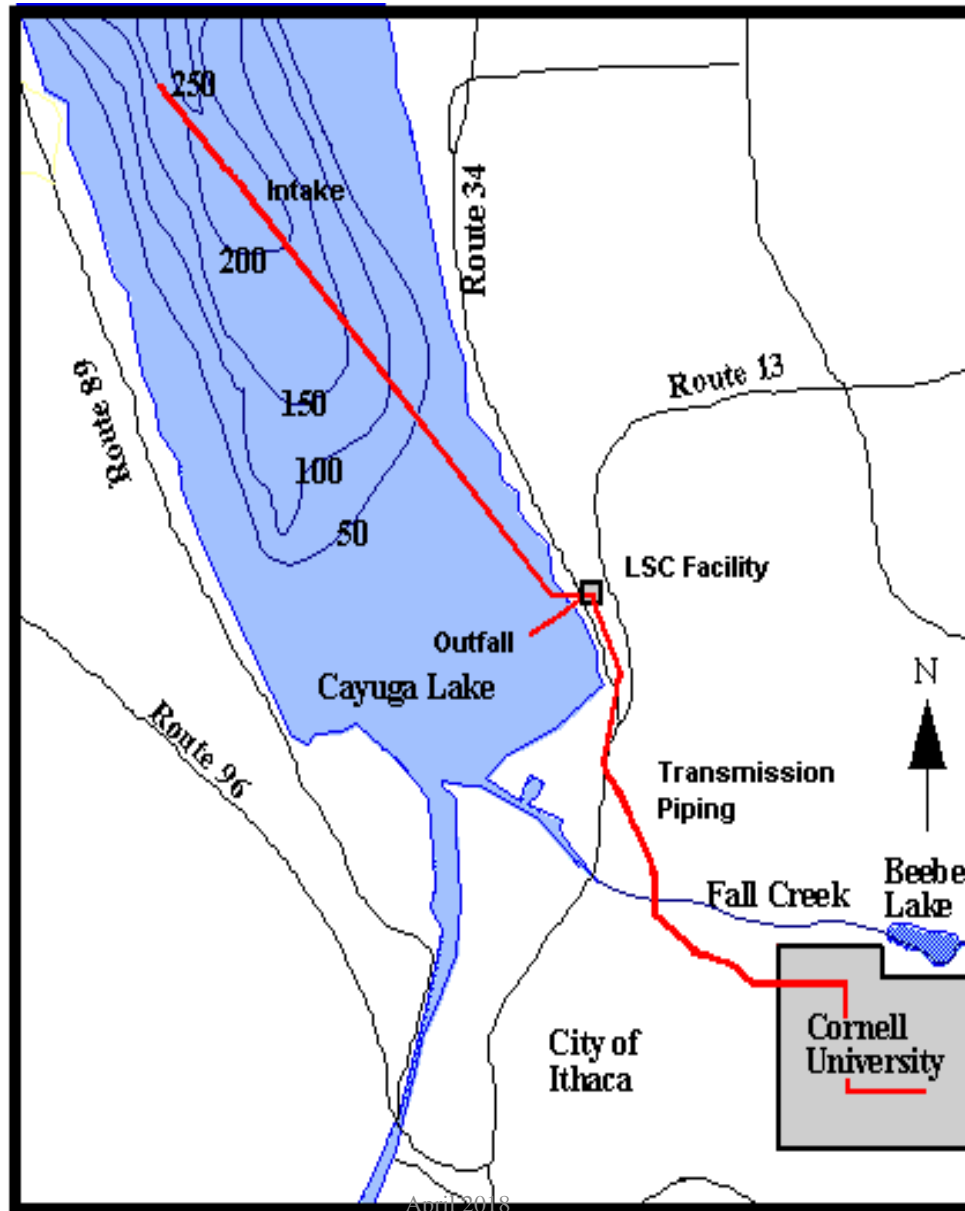 250
Intake
Route 34
200
Route 13
Route 89
150
100
50
LSC Facility
Outfall
Cayuga Lake
N
Route 96
Transmission
Piping
Beebe
Lake
Fall Creek
Cornell
University
City of
Ithaca
April 2018